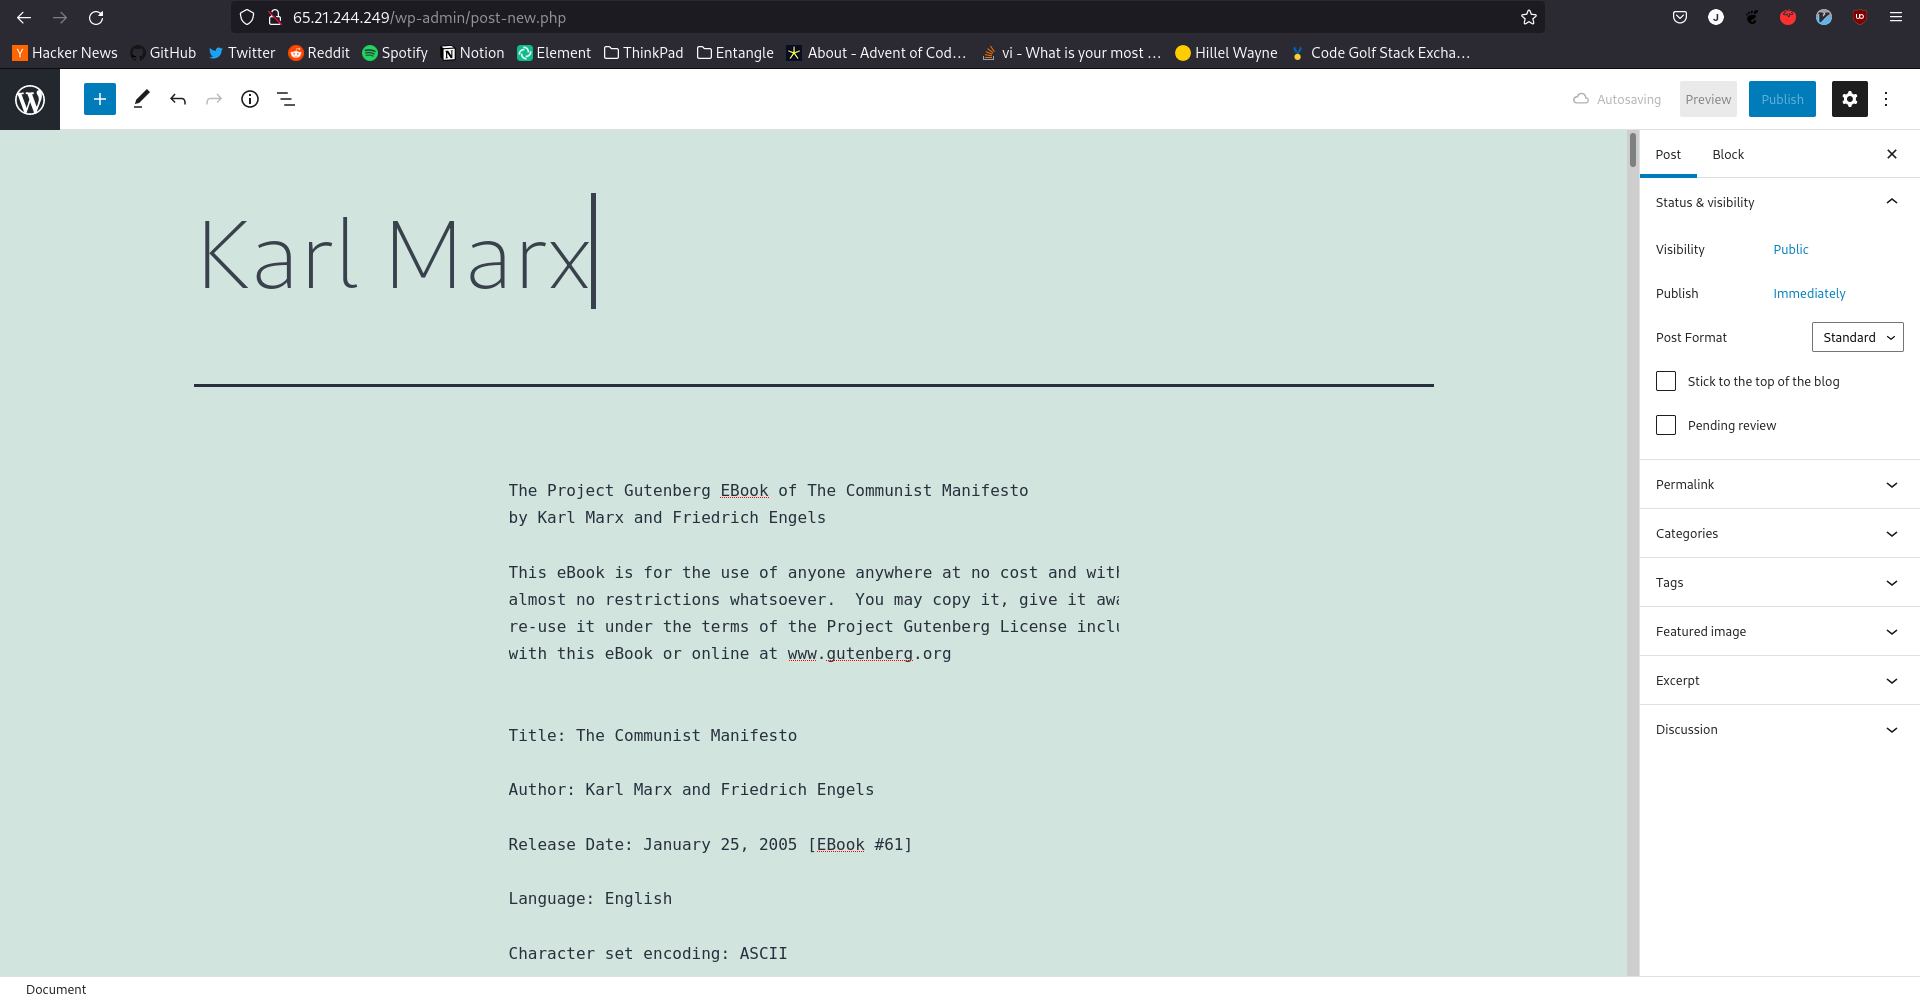 65.21.244.249/wp-admin/post-new.php
Hacker News GitHub Twitter Reddit Spotify Notion Element ThinkPad Entangle About - Advent of Cod… vi - What is your most … Hillel Wayne Code Golf Stack Excha…
Autosaving Preview Publish
Post Block
Karl Marx
Status & visibility
Visibility Public
Publish Immediately
Post Format Standard
Stick to the top of the blog
Pending review
Permalink
Categories
Tags
Featured image
Excerpt
Discussion
The Project Gutenberg EBook of The Communist Manifesto
by Karl Marx and Friedrich Engels
This eBook is for the use of anyone anywhere at no cost and with
almost no restrictions whatsoever.  You may copy it, give it awa
re-use it under the terms of the Project Gutenberg License inclu
with this eBook or online at www.gutenberg.org
Title: The Communist Manifesto
Author: Karl Marx and Friedrich Engels
Release Date: January 25, 2005 [EBook #61]
Language: English
Character set encoding: ASCII
Document